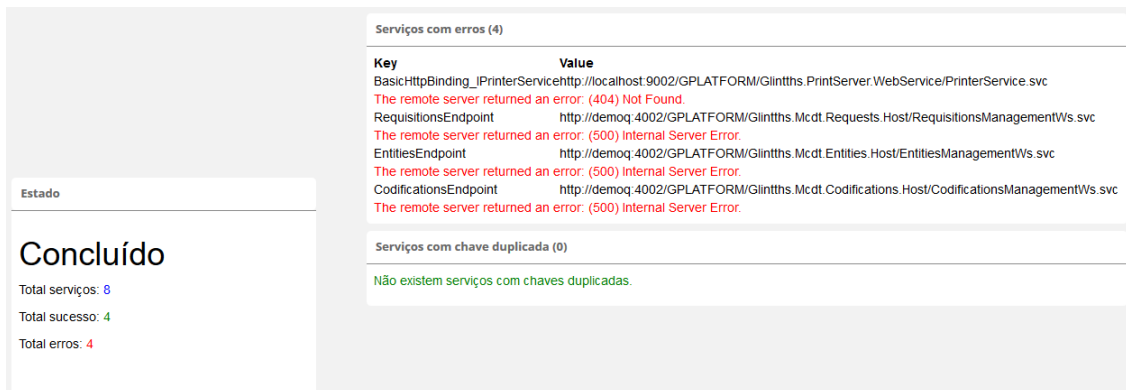 Serviços com erros (4)
Key Value
BasicHttpBinding_IPrinterServicehttp://localhost:9002/GPLATFORM/Glintths.PrintServer.WebService/PrinterService.svc
The remote server returned an error: (404) Not Found.
RequisitionsEndpoint http://demoq:4002/GPLATFORM/Glintths.Mcdt.Requests.Host/RequisitionsManagementWs.svc
The remote server returned an error: (500) Internal Server Error.
EntitiesEndpoint http://demoq:4002/GPLATFORM/Glintths.Mcdt.Entities.Host/EntitiesManagementWs.svc
The remote server returned an error: (500) Internal Server Error.
CodificationsEndpoint http://demoq:4002/GPLATFORM/Glintths.Mcdt.Codifications.Host/CodificationsManagementWs.svc
The remote server returned an error: (500) Internal Server Error.
Estado
Concluído
Total serviços: 8
Total sucesso: 4
Total erros: 4
Serviços com chave duplicada (0)
Não existem serviços com chaves duplicadas.